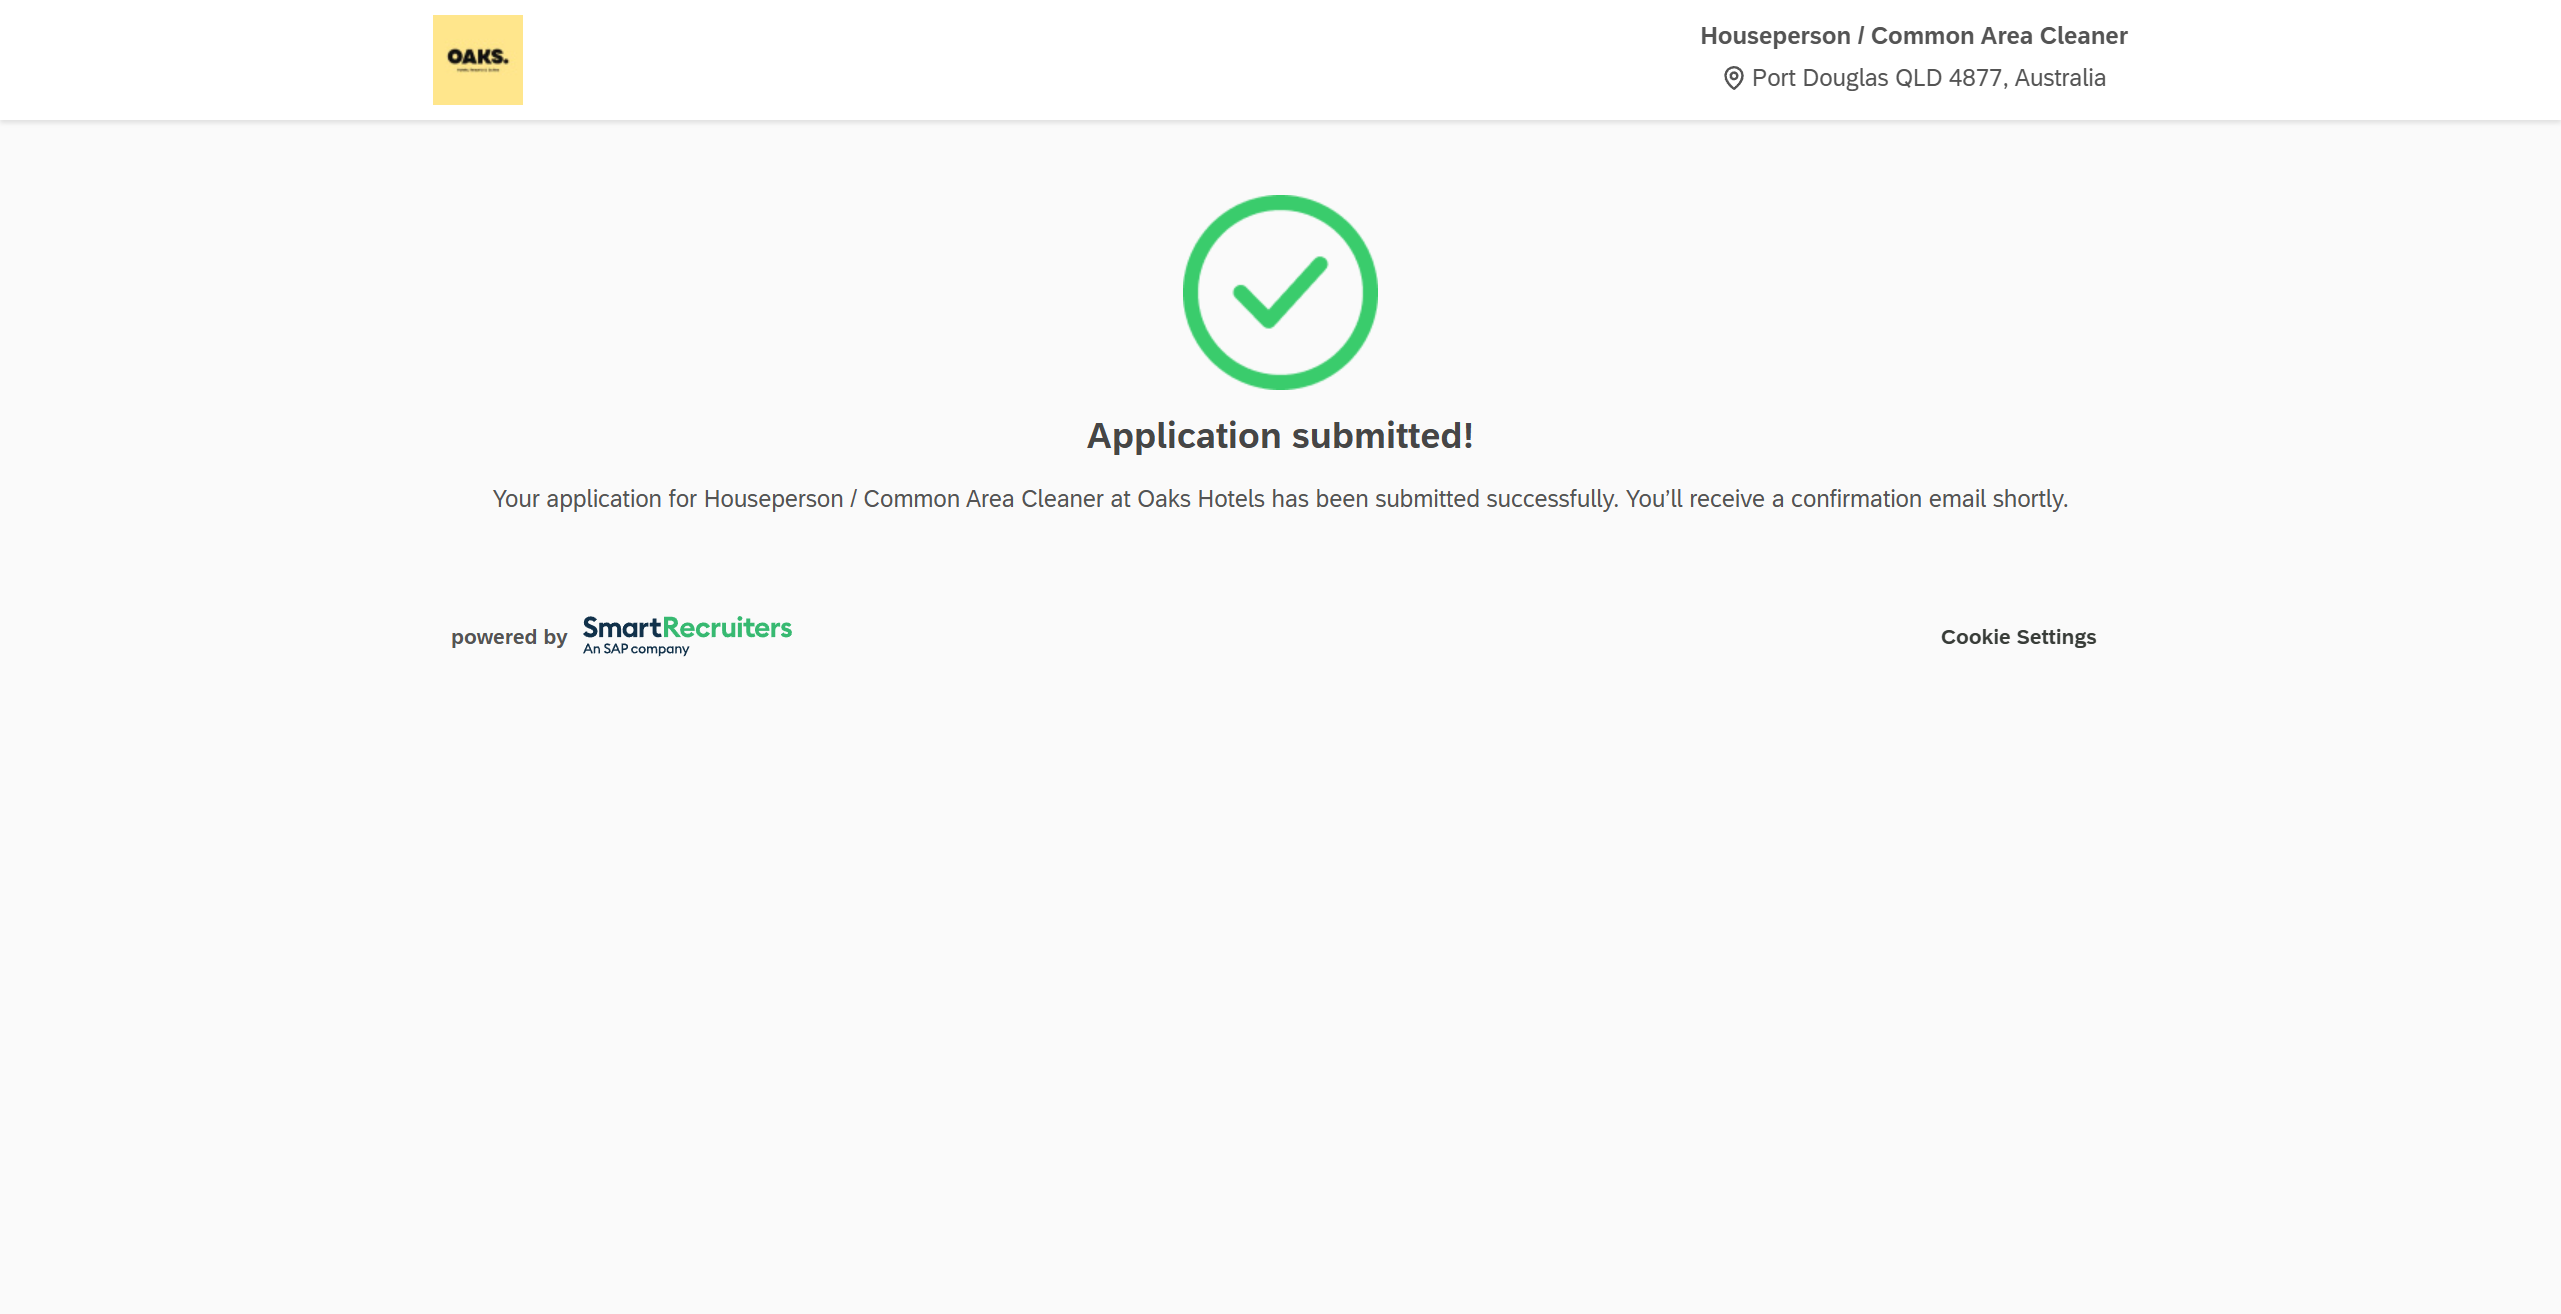 OAKS.
Houseperson / Common Area Cleaner
Port Douglas QLD 4877, Australia
Application submitted!
Your application for Houseperson / Common Area Cleaner at Oaks Hotels has been submitted successfully. You’ll receive a confirmation email shortly.
powered by SmartRecruiters
An SAP company
Cookie Settings